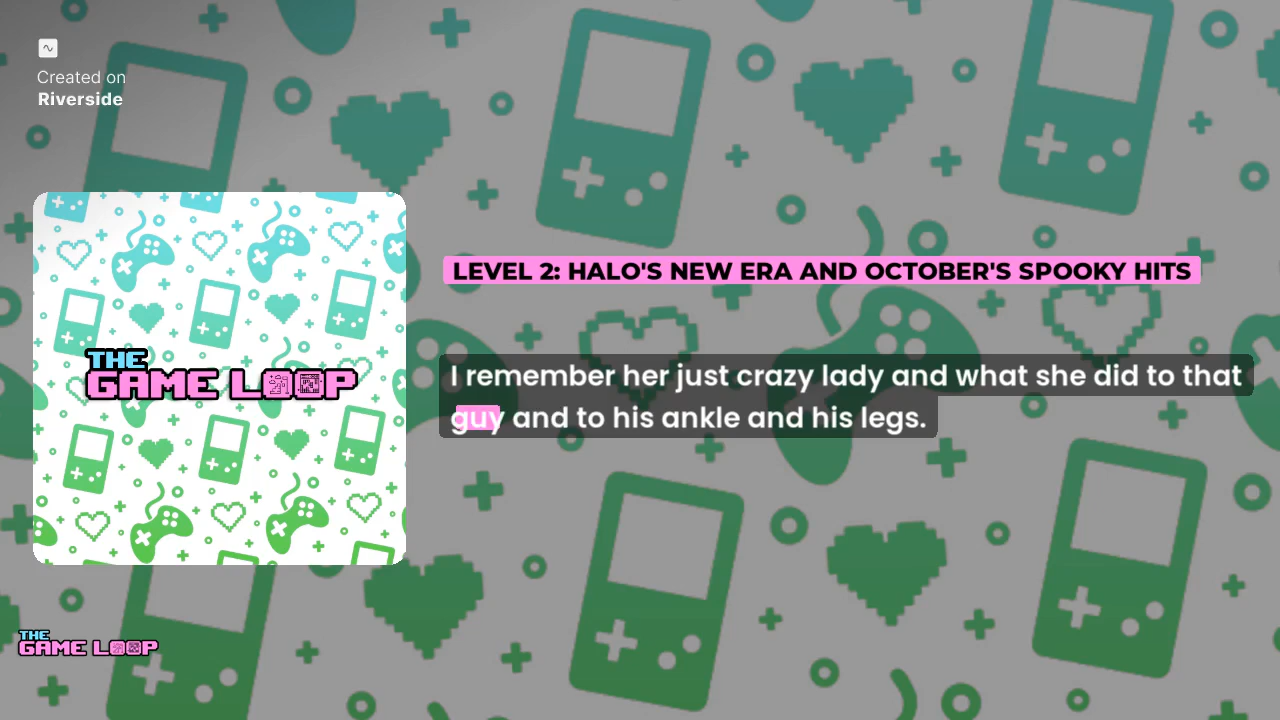 Created on
Riverside
THE
GAME LOOP
LEVEL 2: HALO'S NEW ERA AND OCTOBER'S SPOOKY HITS
I remember her just crazy lady and what she did to that
guy and to his ankle and his legs.
THE
GAME LOOP